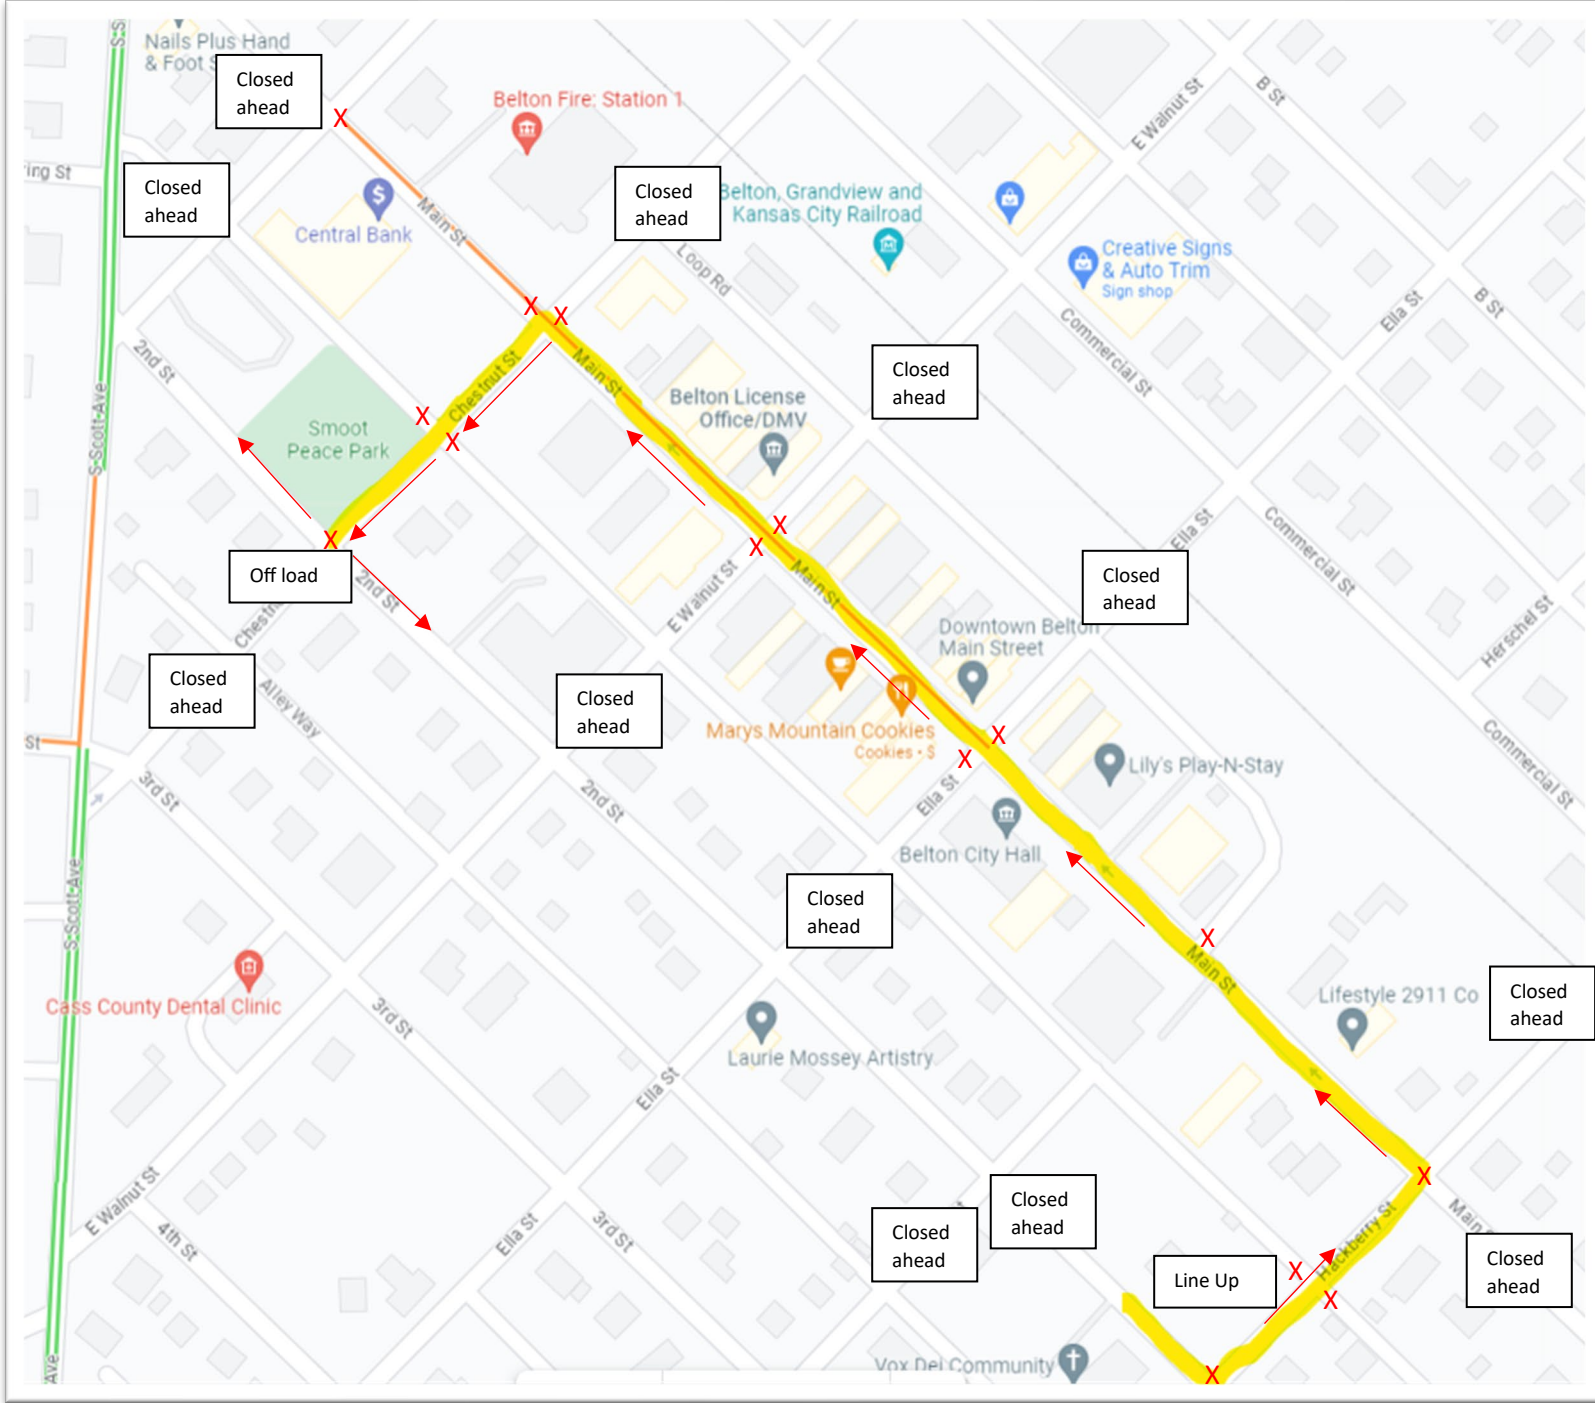 S S
Nails Plus Hand
& Foot S
Closed
ahead
X
Belton Fire: Station 1
E Walnut St
B St
ring St
Closed
ahead
Central Bank
Main St
Closed
ahead
Belton, Grandview and
Kansas City Railroad
Loop Rd
Creative Signs
& Auto Trim
Sign shop
Ella St
B St
X
X
2nd St
Chestnut St
Main St
Commercial St
Closed
ahead
Belton License
Office/DMV
S Scott Ave
Smoot
Peace Park
X
X
X
X
X
Ella St
Commercial St
Off load
2nd St
Chestnu
E Walnut St
Main St
Closed
ahead
Downtown Belton
Main Street
Herschel St
Closed
ahead
Alley Way
Closed
ahead
Marys Mountain Cookies
Cookies • $
X
X
St
3rd St
2nd St
Ella St
Lily's Play-N-Stay
Commercial St
Belton City Hall
S Scott Ave
Closed
ahead
X
Main St
Cass County Dental Clinic
3rd St
Lifestyle 2911 Co
Closed
ahead
Laurie Mossey Artistry
Ella St
X
E Walnut St
4th St
Ella St
3rd St
Closed
ahead
Closed
ahead
t
Hackberry St
Main S
Line Up
X
X
Closed
ahead
Ave
Vox Dei Community
X